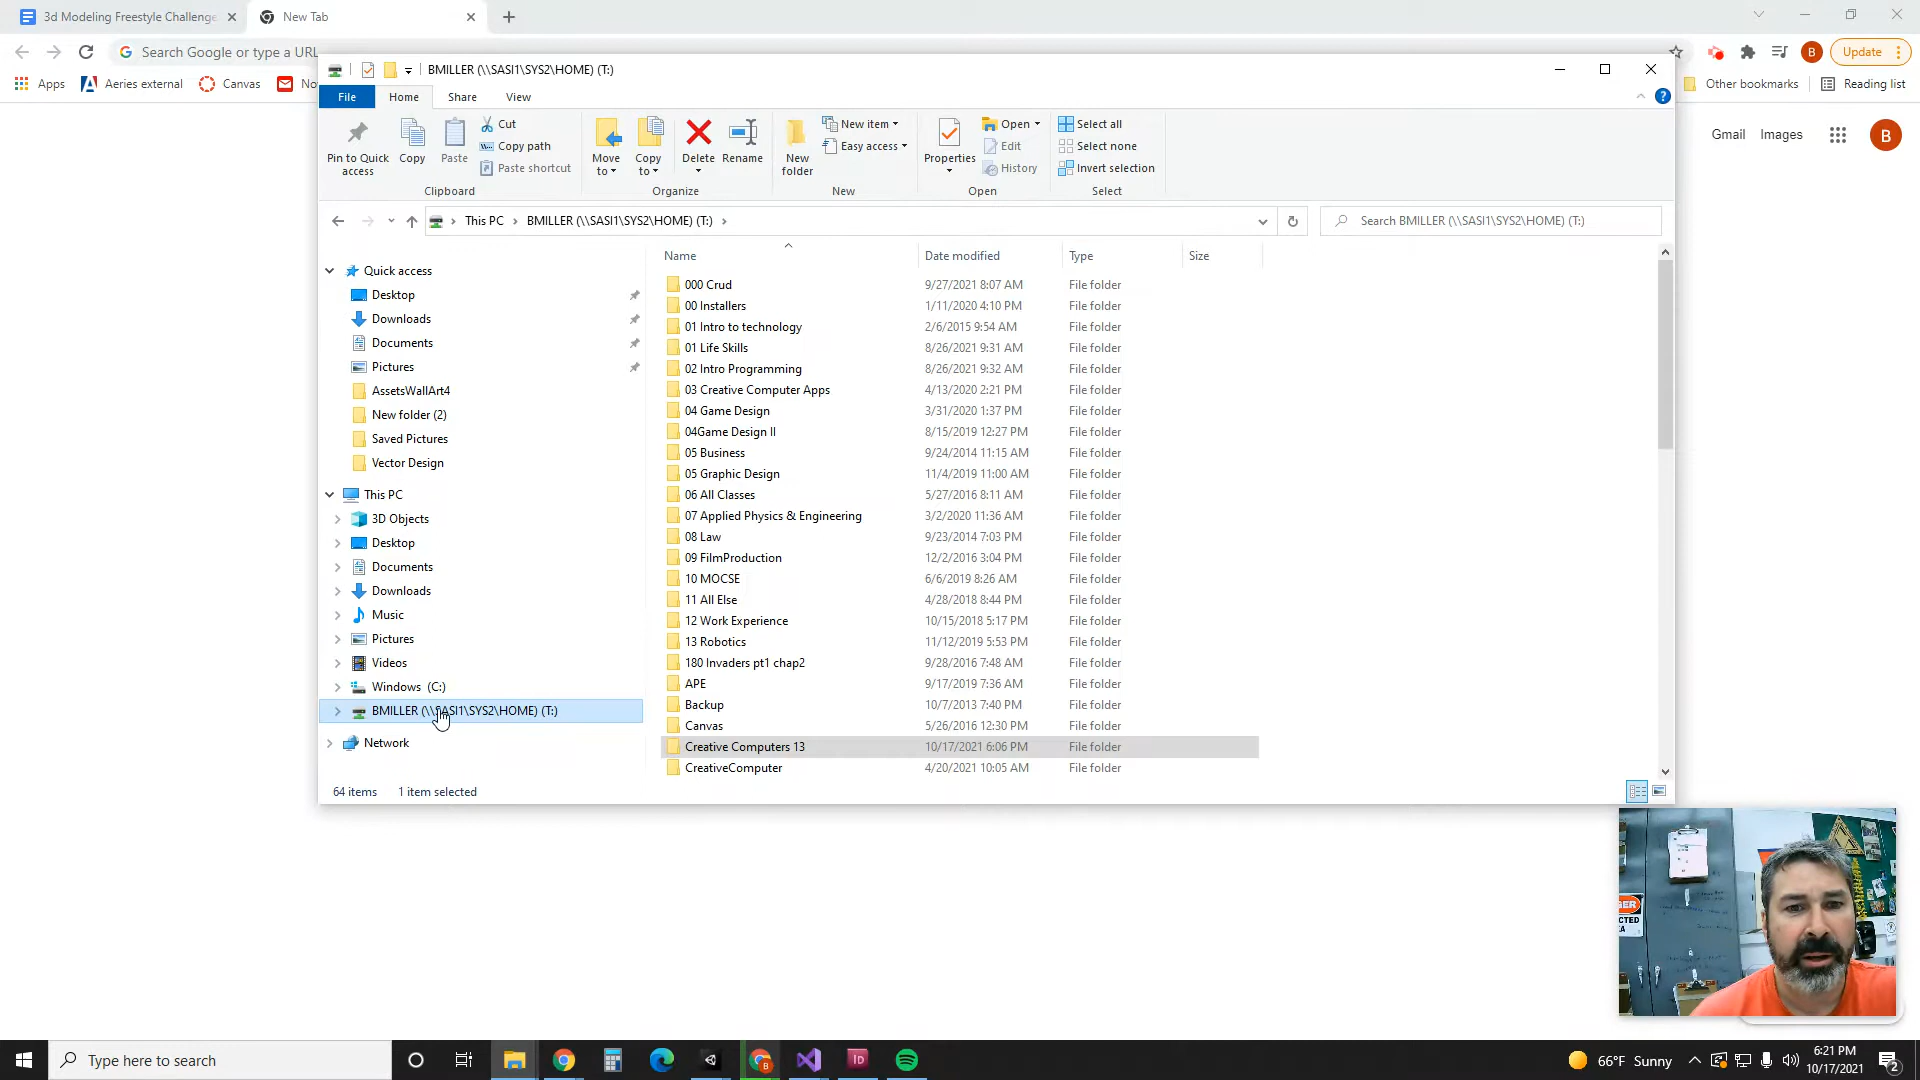 3d Modeling Freestyle Challenge
New Tab
Search Google or type a URL
Update
Apps
Aeries external
Canvas
No
Other bookmarks
Reading list
Gmail
Images
B
B
BMILLER (\\SASI1\SYS2\HOME) (T:)
File
Home
Share
View
Pin to Quick access
Copy
Paste
Cut
Copy path
Paste shortcut
Clipboard
Move to
Copy to
Delete
Rename
Organize
New folder
New item
Easy access
New
Properties
Open
Edit
History
Open
Select all
Select none
Invert selection
Select
This PC
BMILLER (\\SASI1\SYS2\HOME) (T:)
Search BMILLER (\\SASI1\SYS2\HOME) (T:)
Quick access
Desktop
Downloads
Documents
Pictures
AssetsWallArt4
New folder (2)
Saved Pictures
Vector Design
This PC
3D Objects
Desktop
Documents
Downloads
Music
Pictures
Videos
Windows (C:)
BMILLER (\\SASI1\SYS2\HOME) (T:)
Network
Name Date modified Type Size
000 Crud 9/27/2021 8:07 AM File folder
00 Installers 1/11/2020 4:10 PM File folder
01 Intro to technology 2/6/2015 9:54 AM File folder
01 Life Skills 8/26/2021 9:31 AM File folder
02 Intro Programming 8/26/2021 9:32 AM File folder
03 Creative Computer Apps 4/13/2020 2:21 PM File folder
04 Game Design 3/31/2020 1:37 PM File folder
04Game Design II 8/15/2019 12:27 PM File folder
05 Business 9/24/2014 11:15 AM File folder
05 Graphic Design 11/4/2019 11:00 AM File folder
06 All Classes 5/27/2016 8:11 AM File folder
07 Applied Physics & Engineering 3/2/2020 11:36 AM File folder
08 Law 9/23/2014 7:03 PM File folder
09 FilmProduction 12/2/2016 3:04 PM File folder
10 MOCSE 6/6/2019 8:26 AM File folder
11 All Else 4/28/2018 8:44 PM File folder
12 Work Experience 10/15/2018 5:17 PM File folder
13 Robotics 11/12/2019 5:53 PM File folder
180 Invaders pt1 chap2 9/28/2016 7:48 AM File folder
APE 9/17/2019 7:36 AM File folder
Backup 10/7/2013 7:40 PM File folder
Canvas 5/26/2016 12:30 PM File folder
Creative Computers 13 10/17/2021 6:06 PM File folder
CreativeComputer 4/20/2021 10:05 AM File folder
64 items 1 item selected
Type here to search
66°F Sunny
6:21 PM
10/17/2021
2